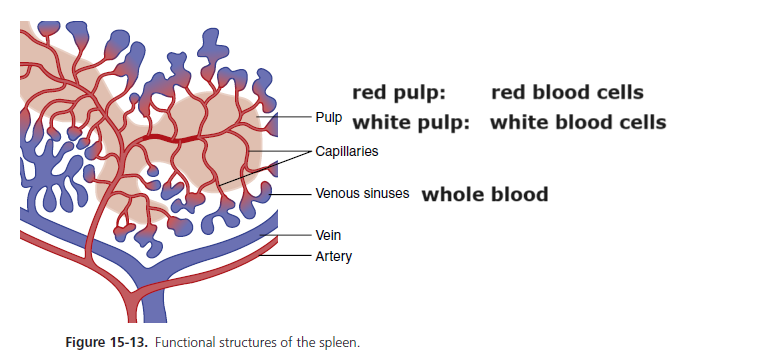 red pulp: red blood cells
Pulp white pulp: white blood cells
Capillaries
Venous sinuses whole blood
Vein
Artery
Figure 15-13. Functional structures of the spleen.